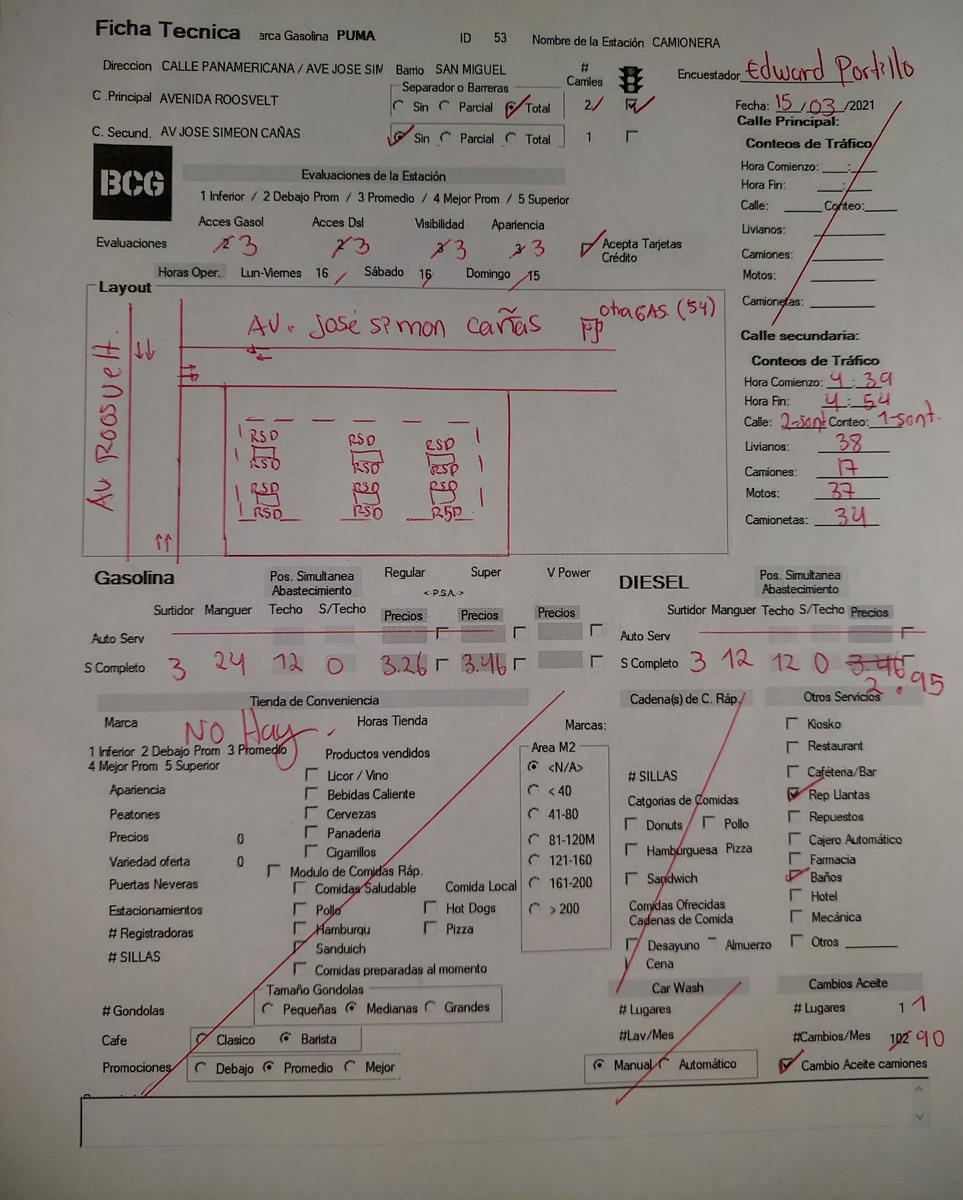 Ficha Tecnica arca Gasolina PUMA ID 53 Nombre de la Estación CAMIONERA
Direccion CALLE PANAMERICANA / AVE JOSE SIM Barrio SAN MIGUEL # Carriles Encuestador Edward Portillo
C .Principal AVENIDA ROOSVELT Separador o Barreras Sin Parcial Total 2 Fecha: 15/03/2021
C. Secund. AV JOSE SIMEON CAÑAS Sin Parcial Total 1
Calle Principal:
Conteos de Tráfico
Hora Comienzo: __:__
Hora Fin: __:__
Calle: Conteo:
Livianos:
Camiones:
Motos:
Camionetas:
BCG
Evaluaciones de la Estación
1 Inferior / 2 Debajo Prom / 3 Promedio / 4 Mejor Prom / 5 Superior
Acces Gasol Acces Dsl Visibilidad Apariencia
Evaluaciones 3 3 3 3 Acepta Tarjetas Crédito
Horas Oper. Lun-Viernes 16 Sábado 16 Domingo 15
Layout
Av. José simon cañas otra GAS. (54)
Av Roosvelt.
RSD RSD RSD
RSD RSD RSD
RSD RSD RSD
RSD RSD RSD
Calle secundaria:
Conteos de Tráfico
Hora Comienzo: 4:39
Hora Fin: 4:54
Calle: 2-sent Conteo: 1-sent.
Livianos: 38
Camiones: 17
Motos: 37
Camionetas: 34
Gasolina Pos. Simultanea Abastecimiento Regular Super V Power
<-P.S.A.->
Surtidor Manguer Techo S/Techo Precios Precios Precios
Auto Serv
S Completo 3 24 12 0 3.26 3.46
DIESEL Pos. Simultanea Abastecimiento
Surtidor Manguer Techo S/Techo Precios
Auto Serv
S Completo 3 12 12 0 3.46 2.95
Tienda de Conveniencia
Marca NO Hay. Horas Tienda Marcas:
1 Inferior 2 Debajo Prom 3 Promedio
4 Mejor Prom 5 Superior
Apariencia
Peatones
Precios 0
Variedad oferta 0
Puertas Neveras
Estacionamientos
# Registradoras
# SILLAS
Productos vendidos
Licor / Vino
Bebidas Caliente
Cervezas
Panaderia
Cigarrillos
Modulo de Comidas Ráp.
Comidas Saludable Comida Local
Pollo Hot Dogs
Hamburgu Pizza
Sanduich
Comidas preparadas al momento
Area M2
<N/A>
< 40
41-80
81-120M
121-160
161-200
> 200
# Gondolas Tamaño Gondolas Pequeñas Medianas Grandes
Cafe Clasico Barista
Promociones Debajo Promedio Mejor
Cadena(s) de C. Ráp.
# SILLAS
Catgorias de Comidas
Donuts Pollo
Hamburguesa Pizza
Sandwich
Comidas Ofrecidas
Cadenas de Comida
Desayuno Almuerzo
Cena
Car Wash
# Lugares
#Lav/Mes
Manual Automático
Otros Servicios
Kiosko
Restaurant
Caféteria/Bar
Rep Llantas
Repuestos
Cajero Automático
Farmacia
Baños
Hotel
Mecánica
Otros
Cambios Aceite
# Lugares 1 1
#Cambios/Mes 102 90
Cambio Aceite camiones